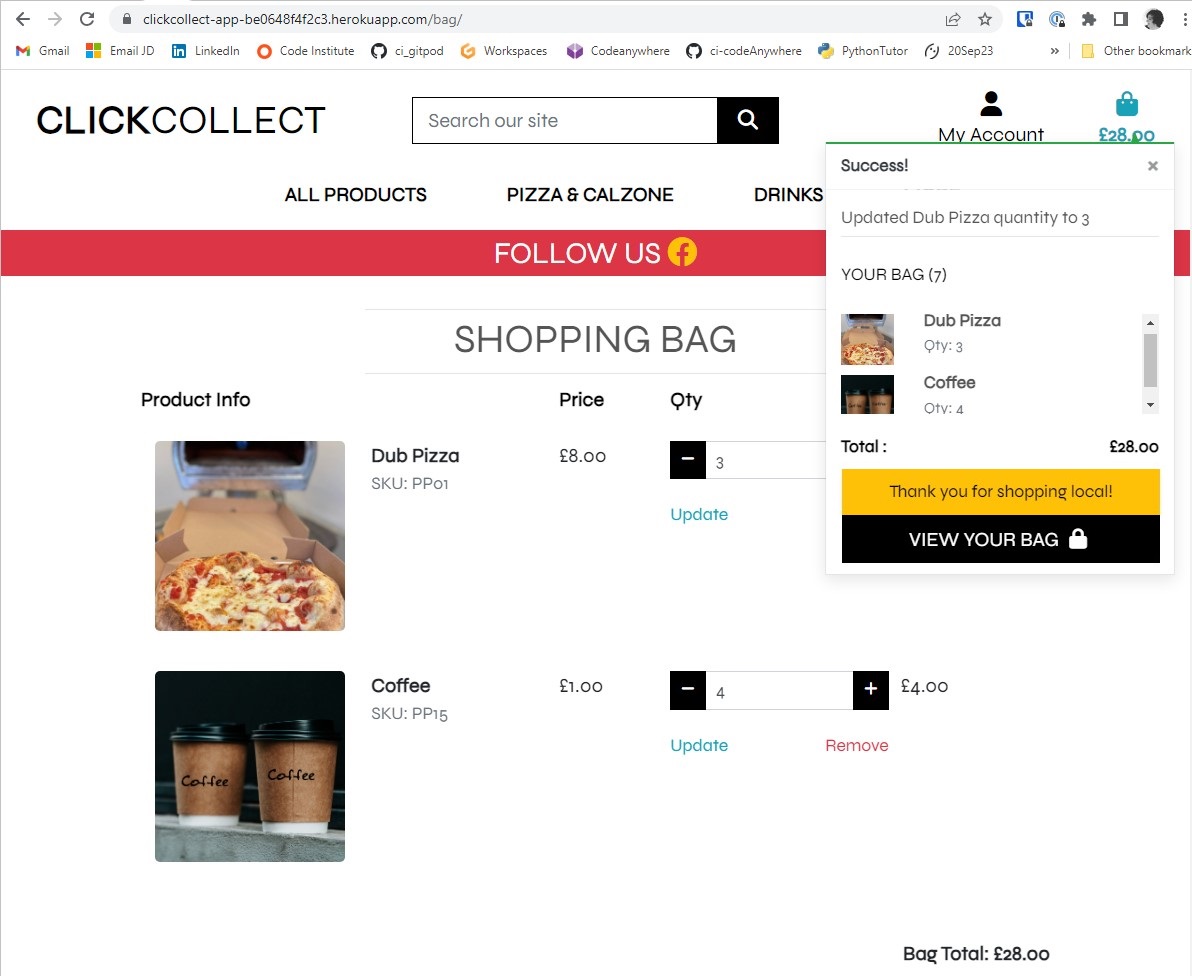 clickcollect-app-be0648f4f2c3.herokuapp.com/bag/
Gmail Email JD LinkedIn Code Institute ci_gitpod Workspaces Codeanywhere ci-codeAnywhere PythonTutor 20Sep23 » Other bookmark
CLICKCOLLECT
Search our site
My Account
£28.00
ALL PRODUCTS PIZZA & CALZONE DRINKS
FOLLOW US
Success!
×
Updated Dub Pizza quantity to 3
YOUR BAG (7)
Dub Pizza
Qty: 3
Coffee
Qty: 4
Total : £28.00
Thank you for shopping local!
VIEW YOUR BAG
SHOPPING BAG
Product Info Price Qty
Dub Pizza £8.00 − 3
SKU: PP01
Update
Coffee £1.00 − 4 + £4.00
SKU: PP15
Update Remove
Coffee Coffee
Bag Total: £28.00